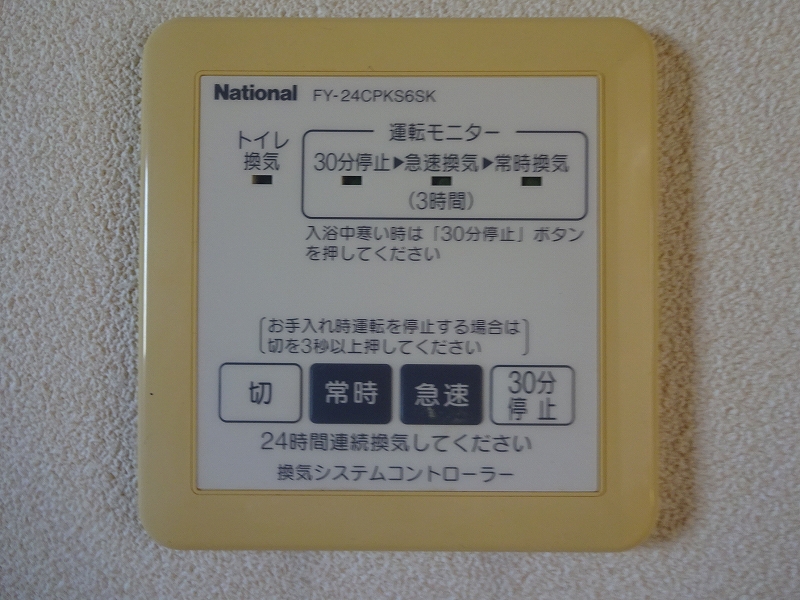 National FY-24CPKS6SK
トイレ
換気
運転モニター
30分停止▶急速換気▶常時換気
(3時間)
入浴中寒い時は「30分停止」ボタン
を押してください
お手入れ時運転を停止する場合は
切を3秒以上押してください
切 常時 急速 30分
停止
24時間連続換気してください
換気システムコントローラー